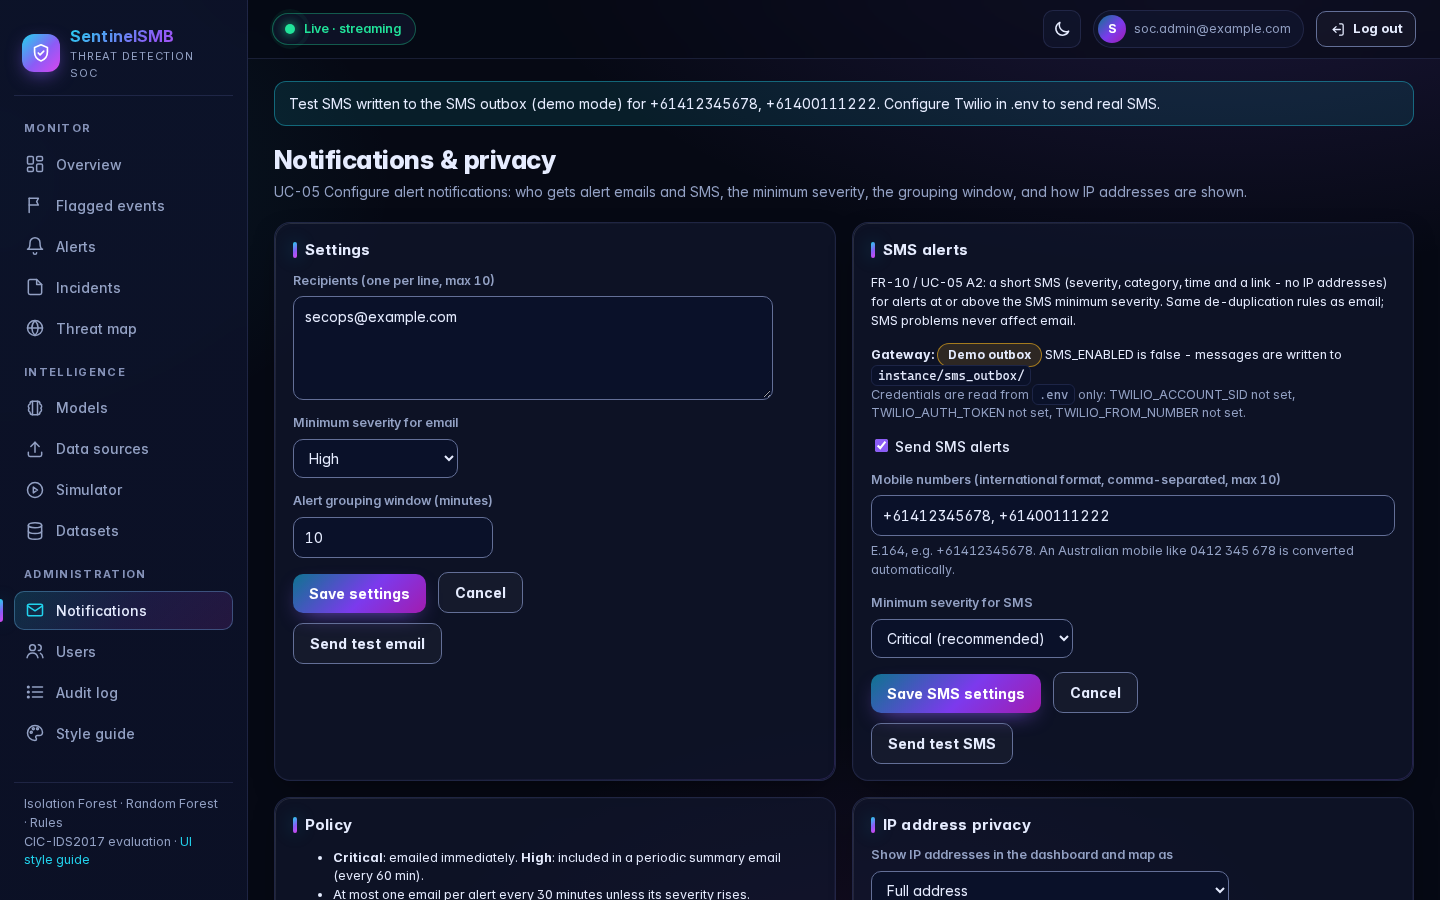 SentinelSMB
THREAT DETECTION
SOC
MONITOR
Overview
Flagged events
Alerts
Incidents
Threat map
INTELLIGENCE
Models
Data sources
Simulator
Datasets
ADMINISTRATION
Notifications
Users
Audit log
Style guide
Isolation Forest · Random Forest
· Rules
CIC-IDS2017 evaluation · UI
style guide
Live · streaming
S
soc.admin@example.com
Log out
Test SMS written to the SMS outbox (demo mode) for +61412345678, +61400111222. Configure Twilio in .env to send real SMS.
Notifications & privacy
UC-05 Configure alert notifications: who gets alert emails and SMS, the minimum severity, the grouping window, and how IP addresses are shown.
Settings
Recipients (one per line, max 10)
secops@example.com
Minimum severity for email
High
Alert grouping window (minutes)
10
Save settings
Cancel
Send test email
SMS alerts
FR-10 / UC-05 A2: a short SMS (severity, category, time and a link - no IP addresses)
for alerts at or above the SMS minimum severity. Same de-duplication rules as email;
SMS problems never affect email.
Gateway: Demo outbox SMS_ENABLED is false - messages are written to
instance/sms_outbox/
Credentials are read from .env only: TWILIO_ACCOUNT_SID not set,
TWILIO_AUTH_TOKEN not set, TWILIO_FROM_NUMBER not set.
Send SMS alerts
Mobile numbers (international format, comma-separated, max 10)
+61412345678, +61400111222
E.164, e.g. +61412345678. An Australian mobile like 0412 345 678 is converted
automatically.
Minimum severity for SMS
Critical (recommended)
Save SMS settings
Cancel
Send test SMS
Policy
• Critical: emailed immediately. High: included in a periodic summary email
(every 60 min).
• At most one email per alert every 30 minutes unless its severity rises.
IP address privacy
Show IP addresses in the dashboard and map as
Full address